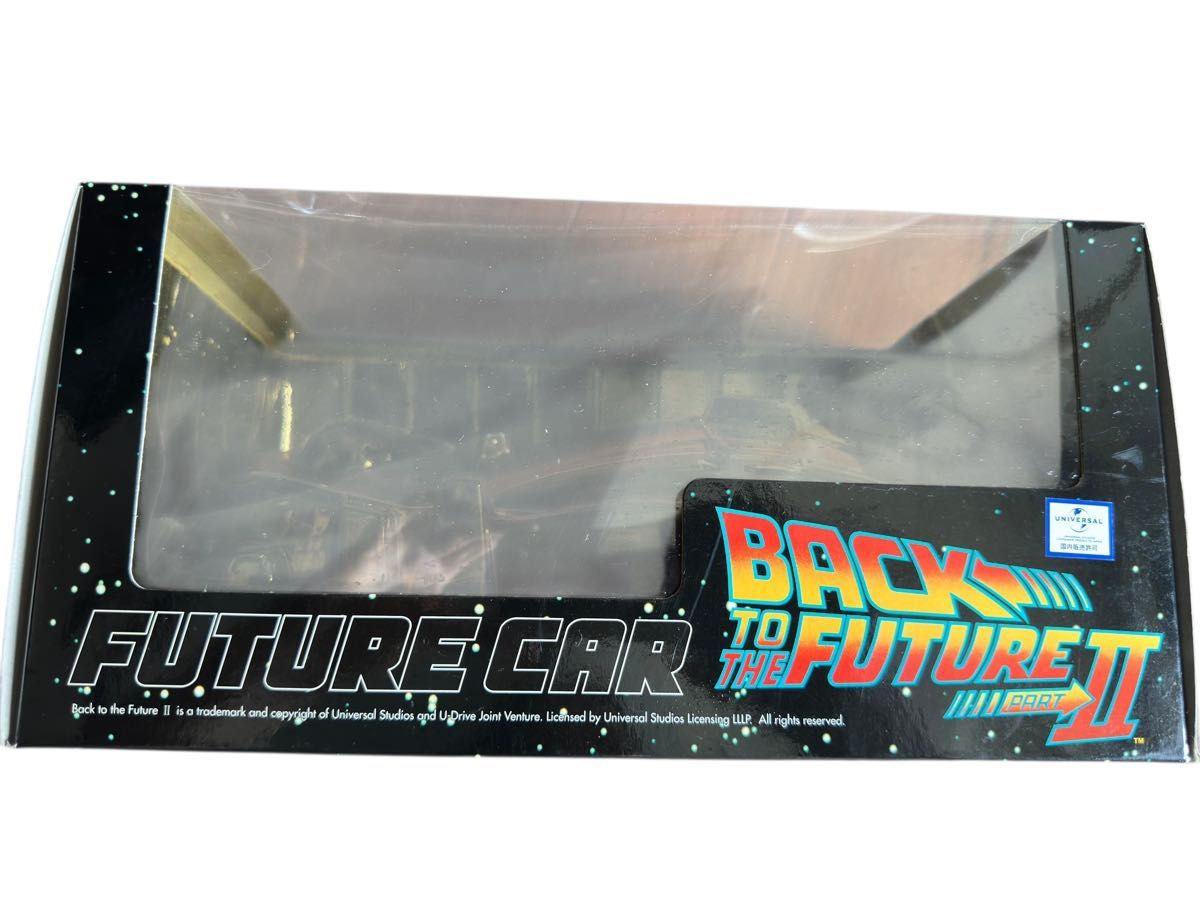 UNIVERSAL
国内販売許可
BACK
TO
THE FUTURE II
PART
TM
FUTURE CAR
Back to the Future II is a trademark and copyright of Universal Studios and U-Drive Joint Venture. Licensed by Universal Studios Licensing LLLP. All rights reserved.